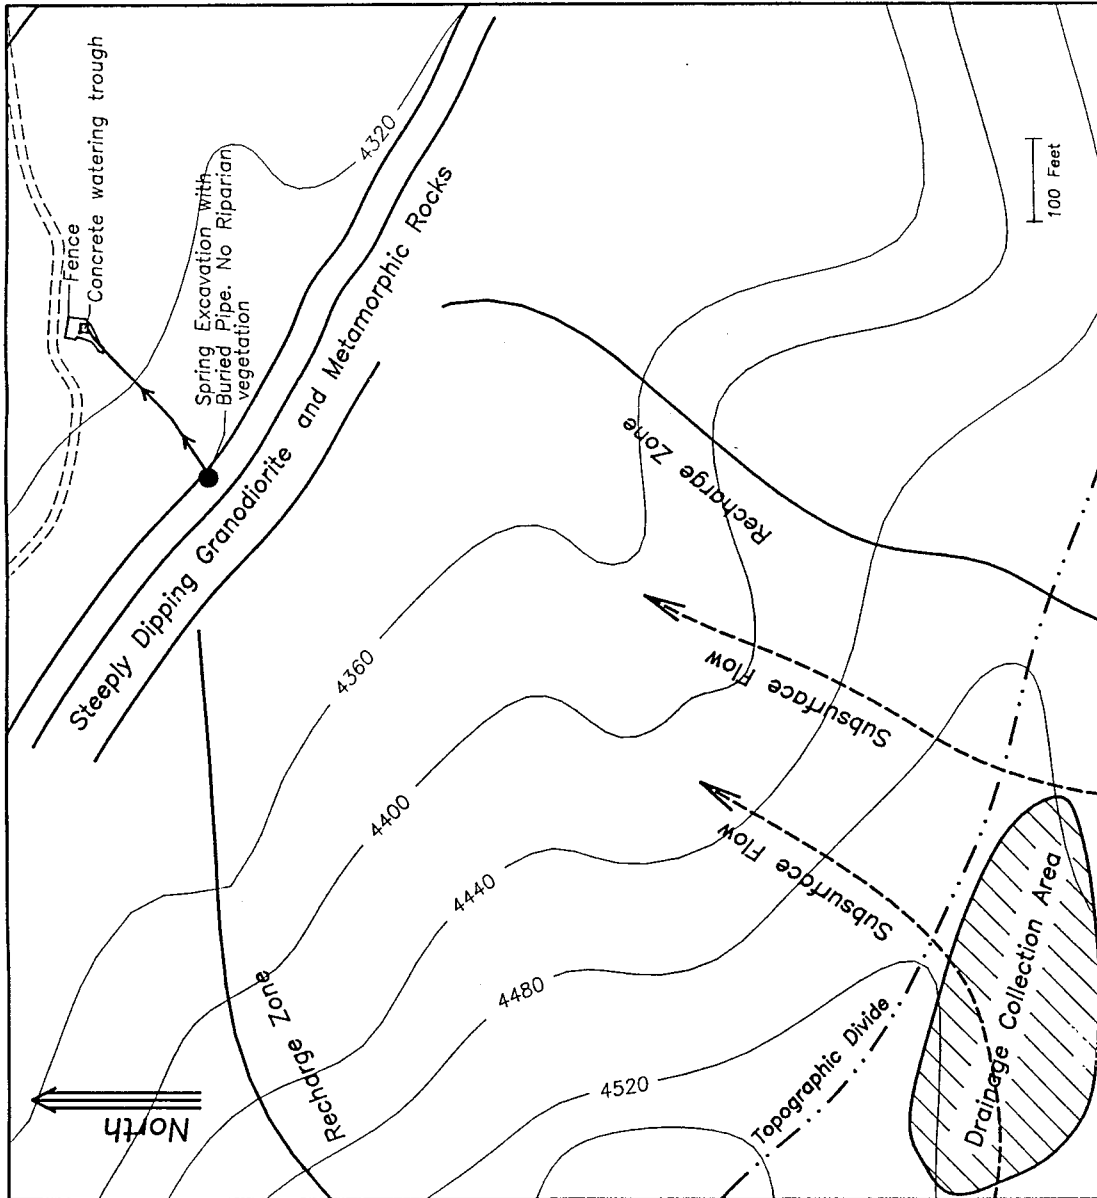 Fence
Concrete watering trough
4320
Spring Excavation with
Buried Pipe. No Riparian
vegetation
Steeply Dipping Granodiorite and Metamorphic Rocks
100 Feet
Recharge Zone
4360
Subsurface Flow
4400
Subsurface Flow
4440
4480
Recharge Zone
4520
Topographic Divide
Drainage Collection Area
North